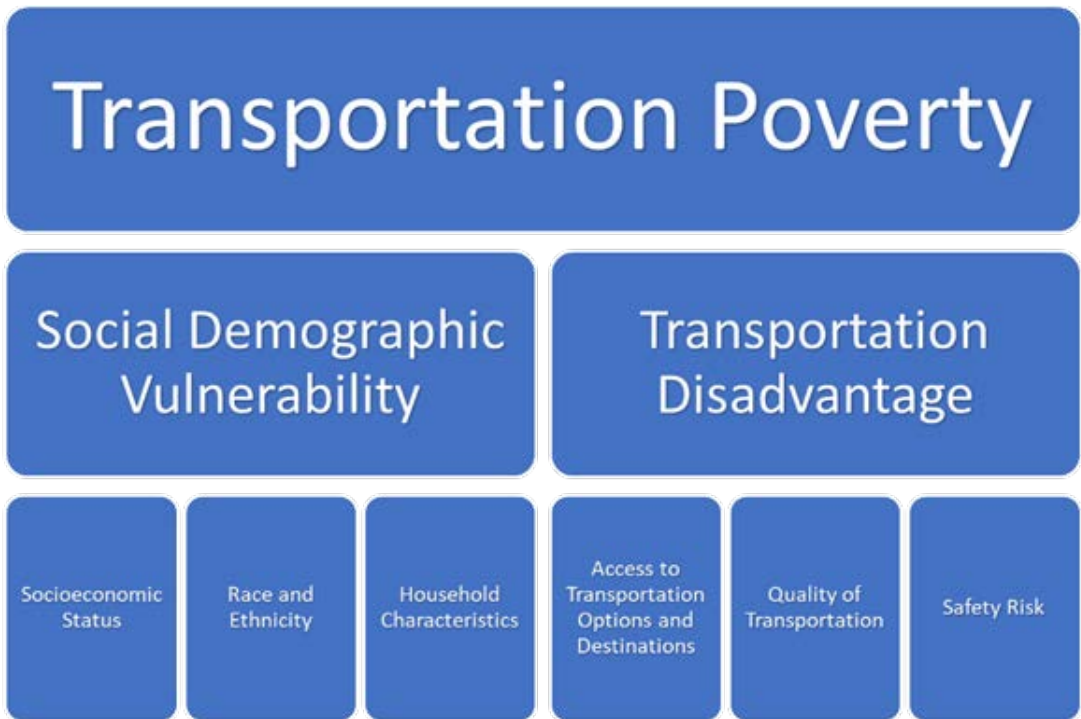 Transportation Poverty
Social Demographic
Vulnerability
Transportation
Disadvantage
Socioeconomic
Status
Race and
Ethnicity
Household
Characteristics
Access to
Transportation
Options and
Destinations
Quality of
Transportation
Safety Risk